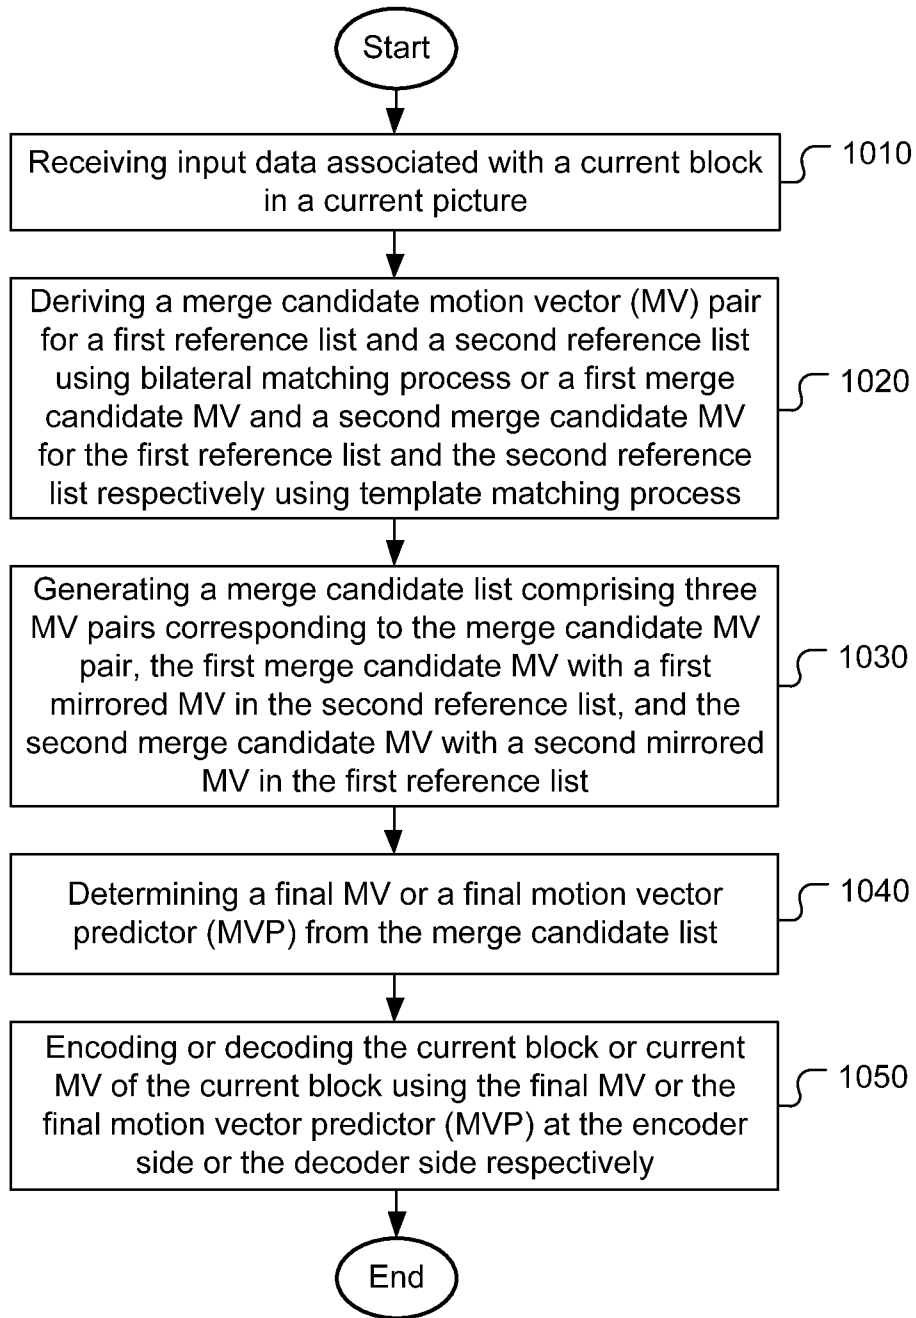 Start
Receiving input data associated with a current block
in a current picture
1010
Deriving a merge candidate motion vector (MV) pair
for a first reference list and a second reference list
using bilateral matching process or a first merge
candidate MV and a second merge candidate MV
for the first reference list and the second reference
list respectively using template matching process
1020
Generating a merge candidate list comprising three
MV pairs corresponding to the merge candidate MV
pair, the first merge candidate MV with a first
mirrored MV in the second reference list, and the
second merge candidate MV with a second mirrored
MV in the first reference list
1030
Determining a final MV or a final motion vector
predictor (MVP) from the merge candidate list
1040
Encoding or decoding the current block or current
MV of the current block using the final MV or the
final motion vector predictor (MVP) at the encoder
side or the decoder side respectively
1050
End